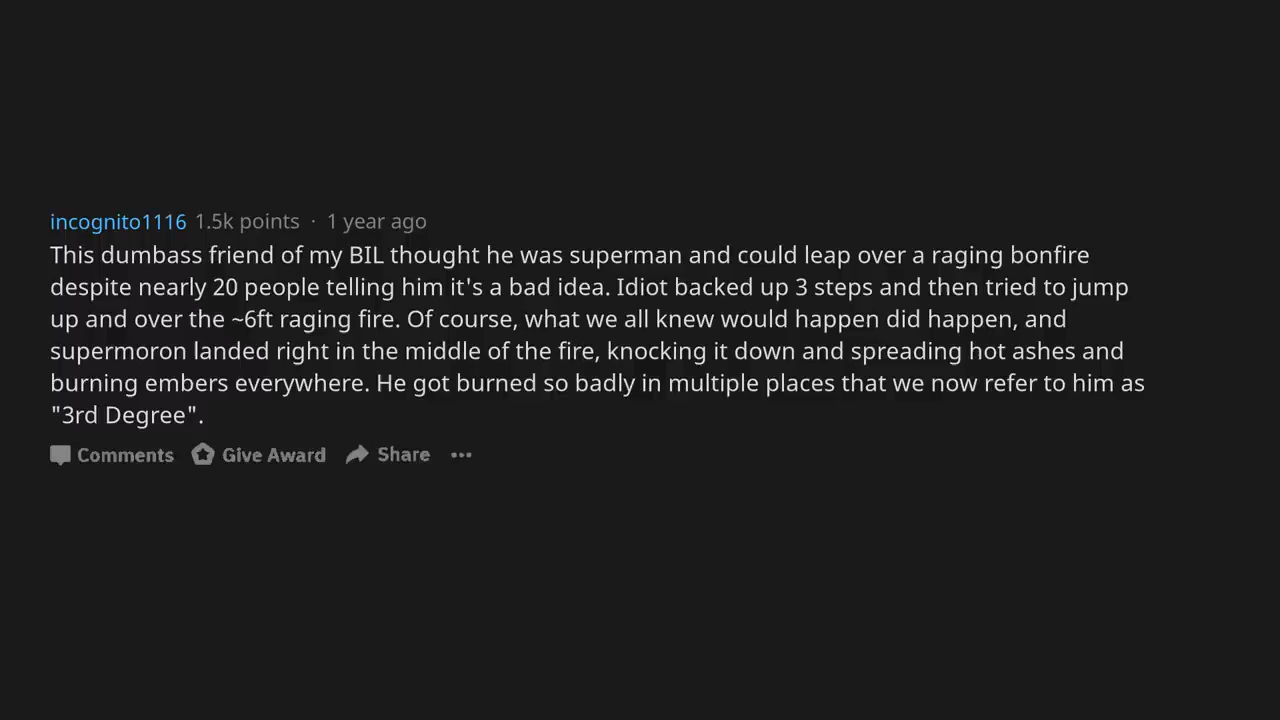 incognito1116 1.5k points · 1 year ago
This dumbass friend of my BIL thought he was superman and could leap over a raging bonfire
despite nearly 20 people telling him it's a bad idea. Idiot backed up 3 steps and then tried to jump
up and over the ~6ft raging fire. Of course, what we all knew would happen did happen, and
supermoron landed right in the middle of the fire, knocking it down and spreading hot ashes and
burning embers everywhere. He got burned so badly in multiple places that we now refer to him as
"3rd Degree".
Comments Give Award Share ···